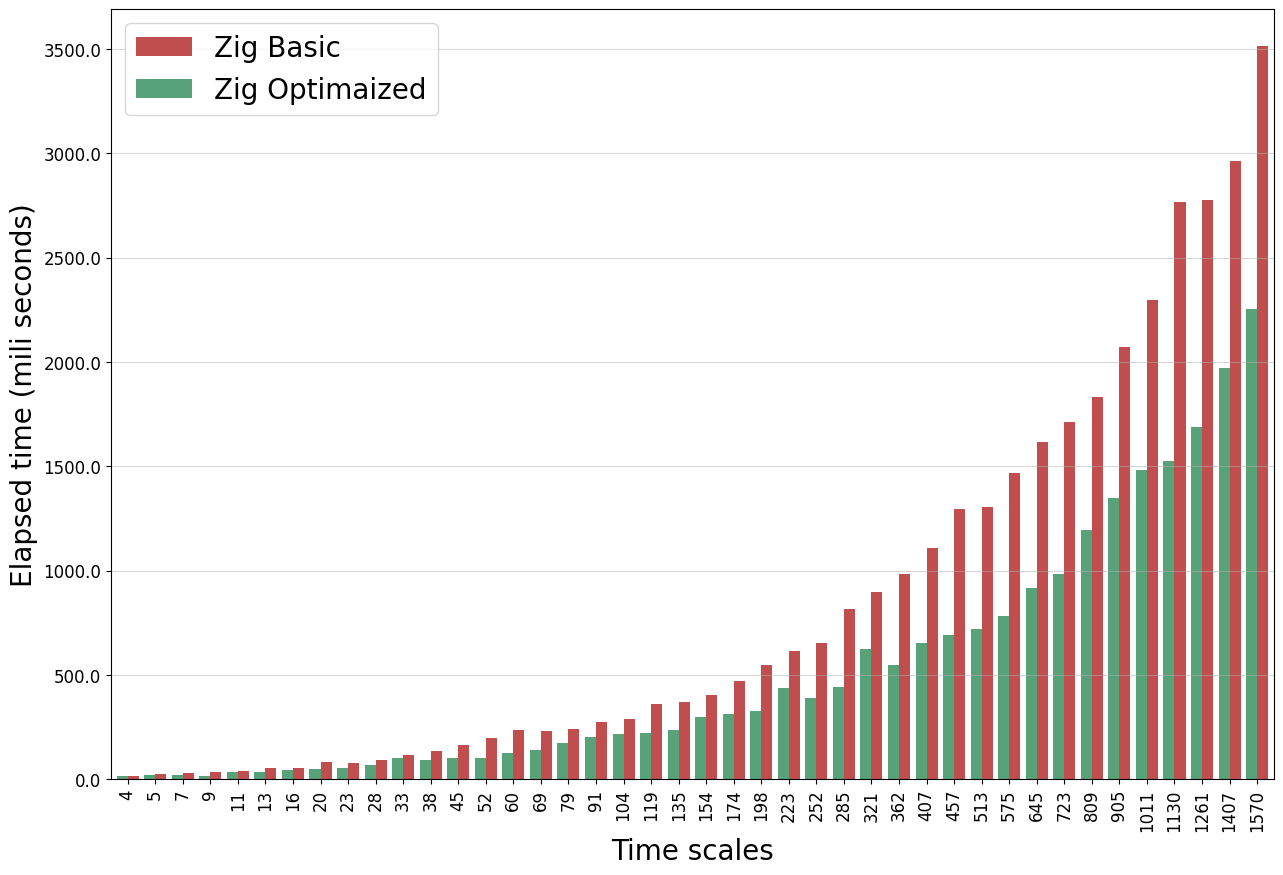 Zig Basic
Zig Optimaized
Elapsed time (mili seconds)
3500.0
3000.0
2500.0
2000.0
1500.0
1000.0
500.0
0.0
4 5 7 9 11 13 16 20 23 28 33 38 45 52 60 69 79 91 104 119 135 154 174 198 223 252 285 321 362 407 457 513 575 645 723 809 905 1011 1130 1261 1407 1570
Time scales